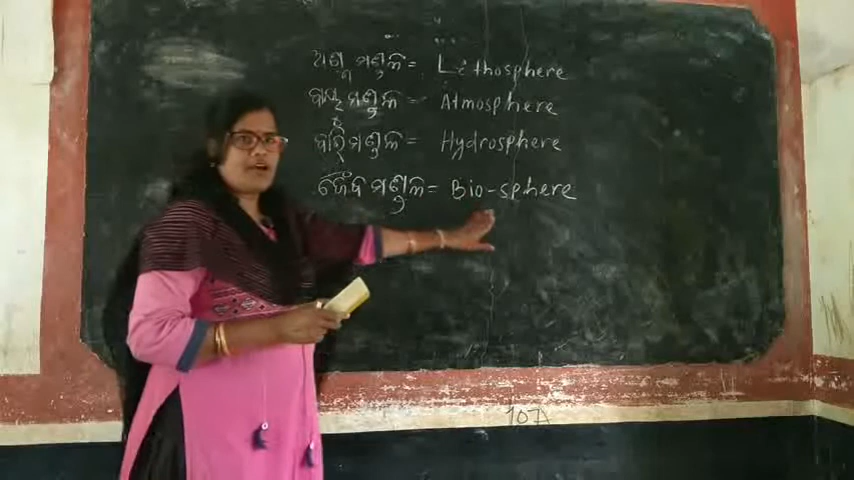 ଅଶ୍ମ ମଣ୍ଡଳ = Lithosphere
ବାୟୁ ମଣ୍ଡଳ = Atmosphere
ବାରି ମଣ୍ଡଳ = Hydrosphere
ଜୈବ ମଣ୍ଡଳ = Bio-sphere
107